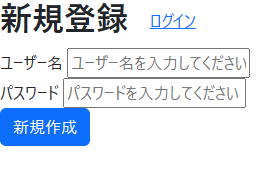 新規登録 ログイン
ユーザー名 ユーザー名を入力してください
パスワード パスワードを入力してください
新規作成